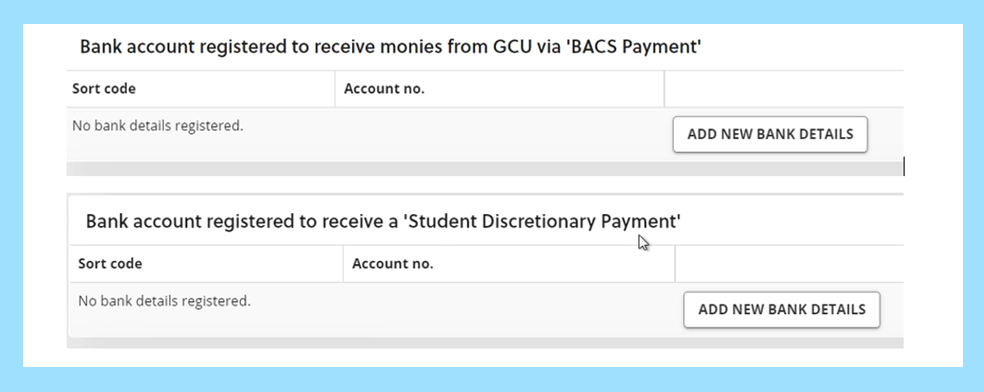 Bank account registered to receive monies from GCU via 'BACS Payment'
Sort code Account no.
No bank details registered.
ADD NEW BANK DETAILS
Bank account registered to receive a 'Student Discretionary Payment'
Sort code Account no.
No bank details registered.
ADD NEW BANK DETAILS